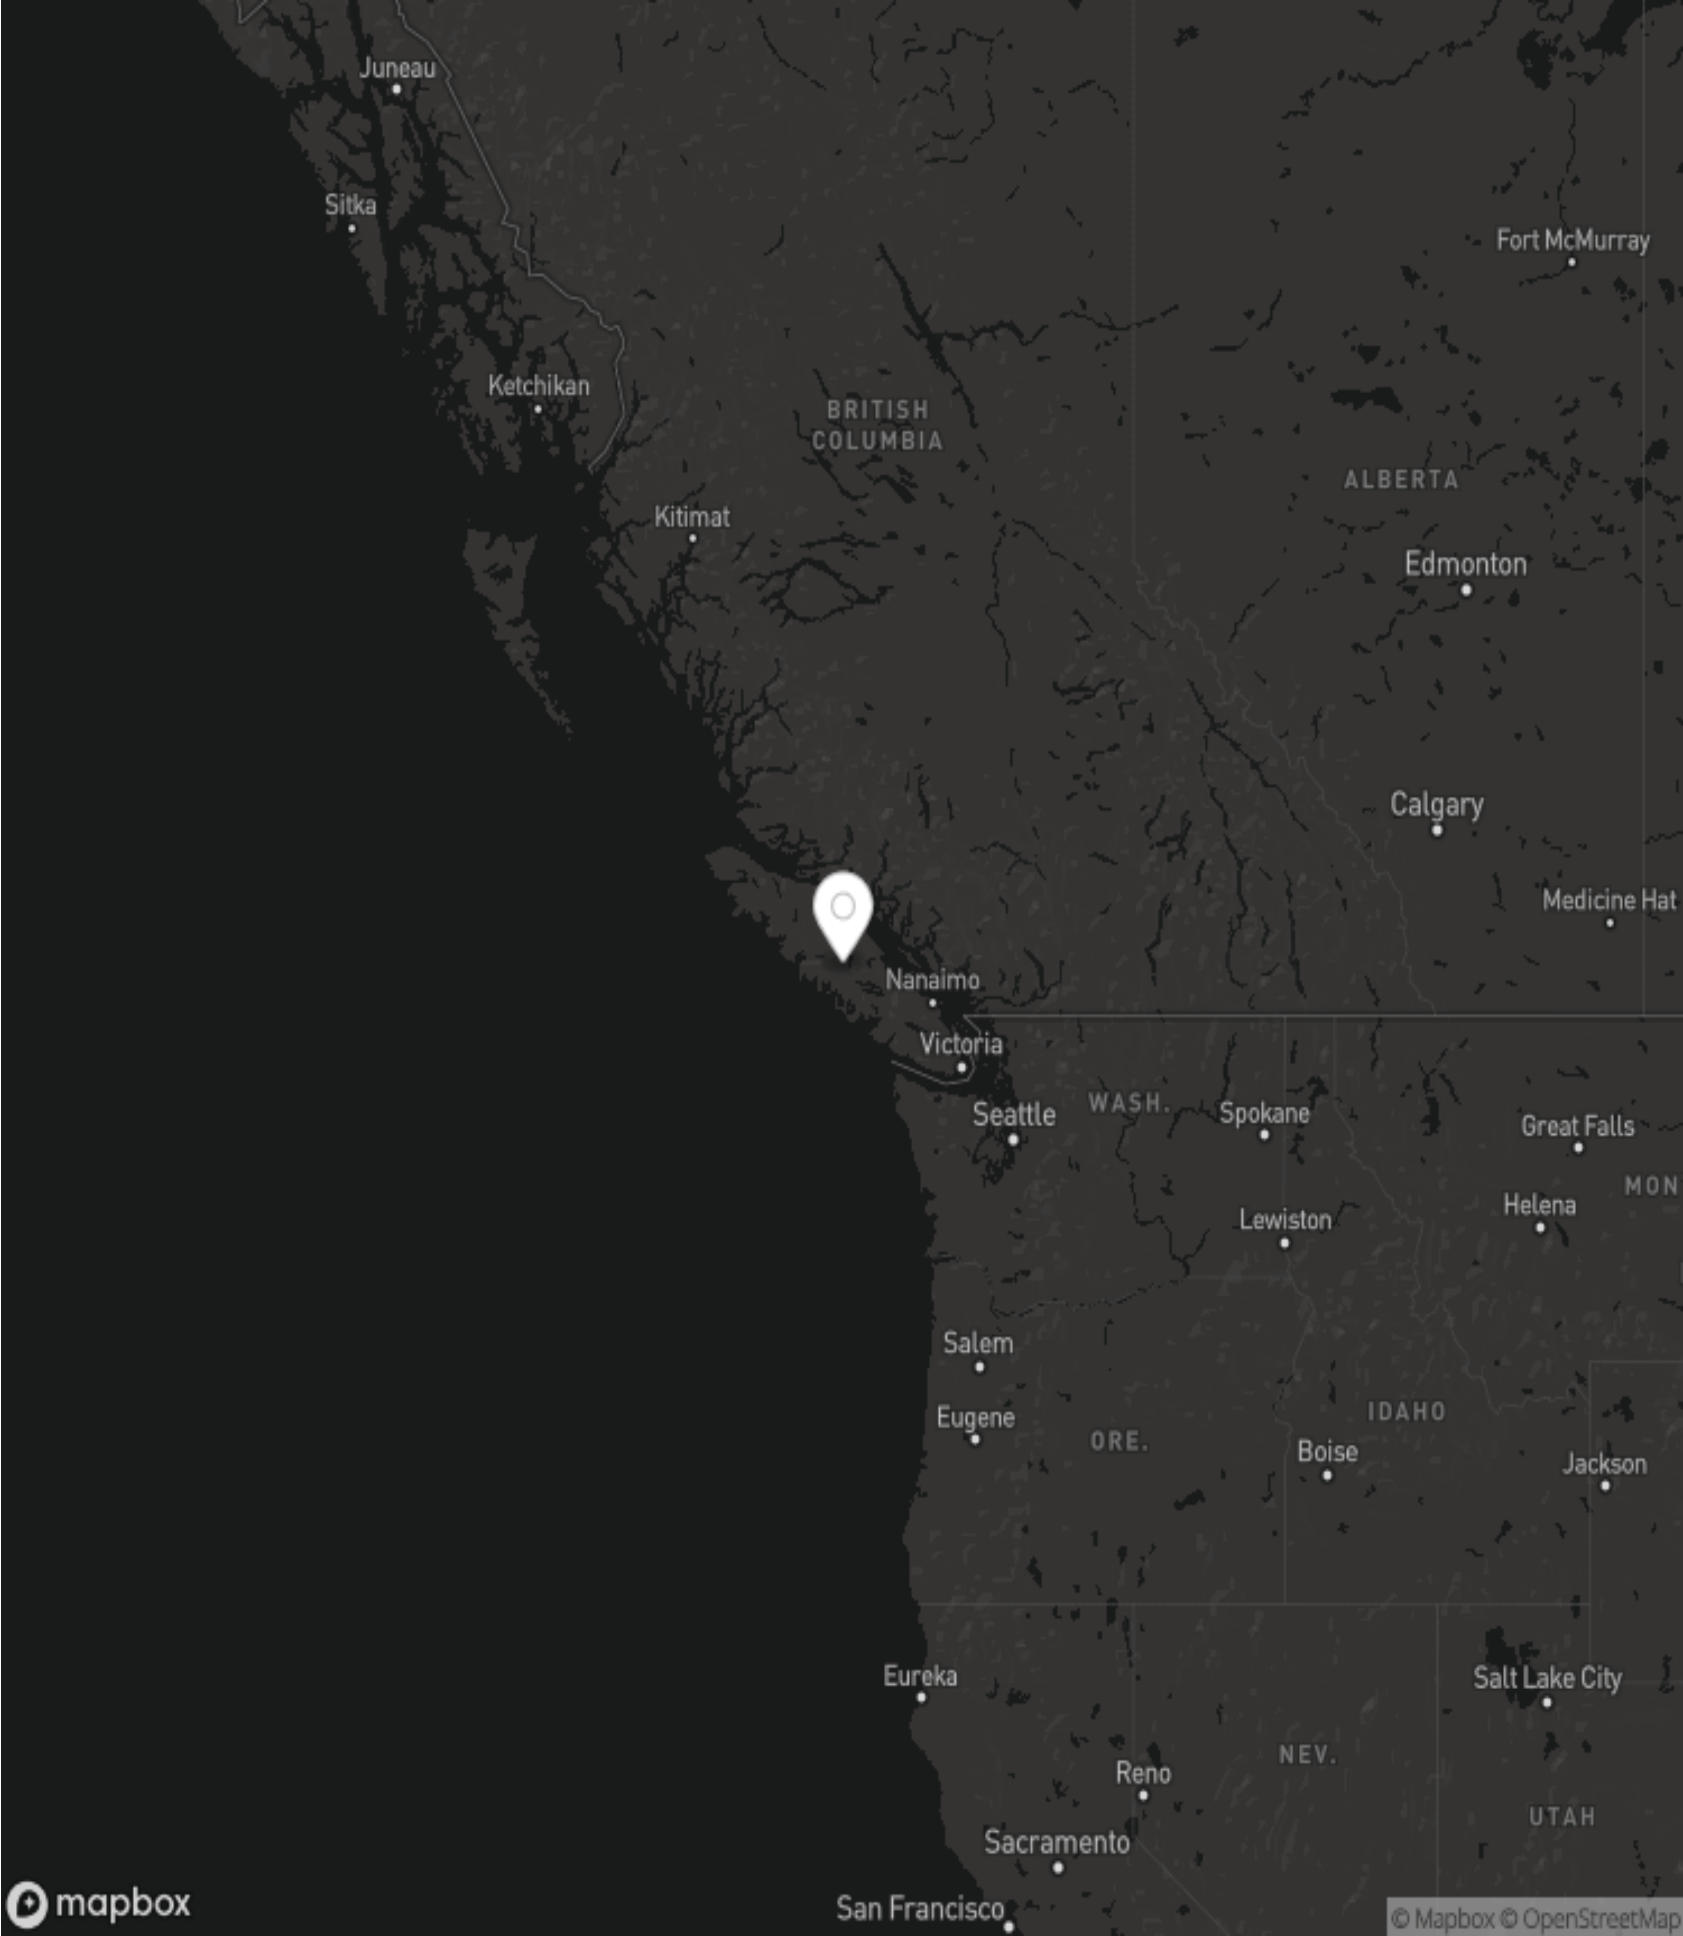 Juneau
Sitka
Fort McMurray
Ketchikan
BRITISH
COLUMBIA
ALBERTA
Kitimat
Edmonton
Calgary
Medicine Hat
Nanaimo
Victoria
WASH.
Seattle
Spokane
Great Falls
MON
Helena
Lewiston
Salem
IDAHO
Eugene
ORE.
Boise
Jackson
Eureka
Salt Lake City
NEV.
Reno
UTAH
Sacramento
mapbox
San Francisco
© Mapbox © OpenStreetMap